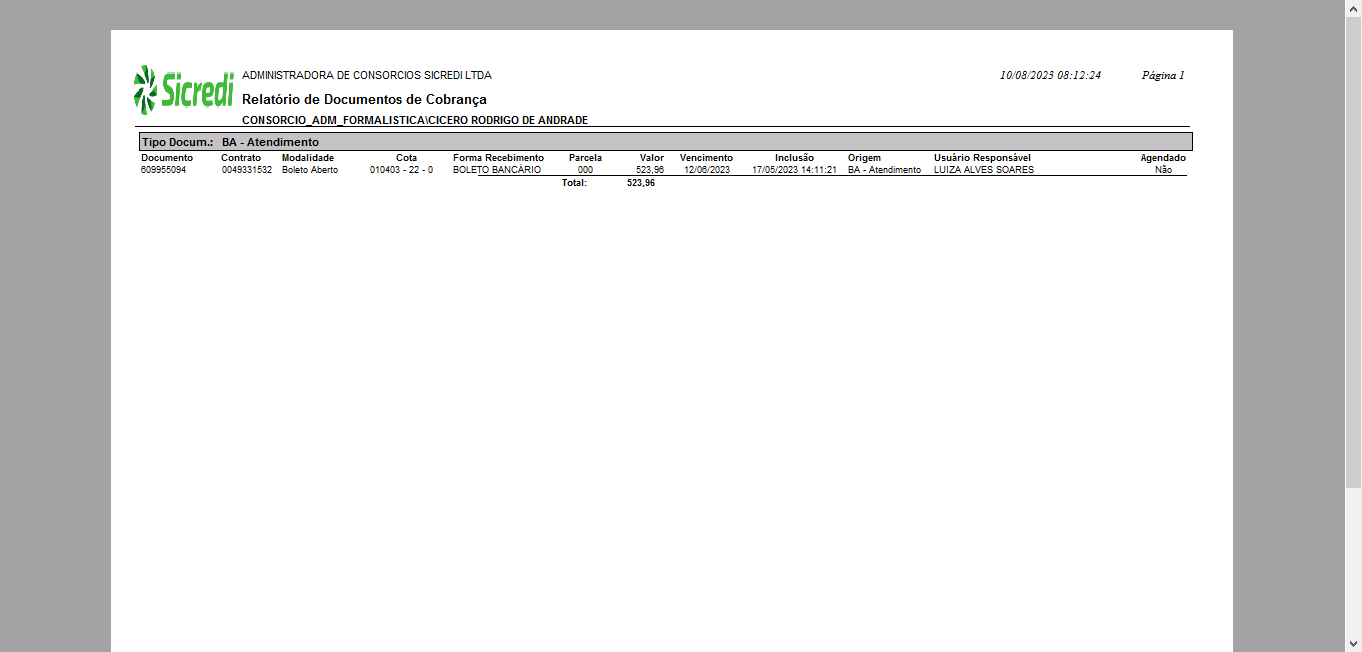 Sicredi
ADMINISTRADORA DE CONSORCIOS SICREDI LTDA 10/08/2023 08:12:24 Página 1
Relatório de Documentos de Cobrança
CONSORCIO_ADM_FORMALISTICA\CICERO RODRIGO DE ANDRADE
Tipo Docum.: BA - Atendimento
Documento Contrato Modalidade Cota Forma Recebimento Parcela Valor Vencimento Inclusão Origem Usuário Responsável Agendado
609955094 0049331532 Boleto Aberto 010403 - 22 - 0 BOLETO BANCÁRIO 000 523,96 12/06/2023 17/05/2023 14:11:21 BA - Atendimento LUIZA ALVES SOARES Não
Total: 523,96